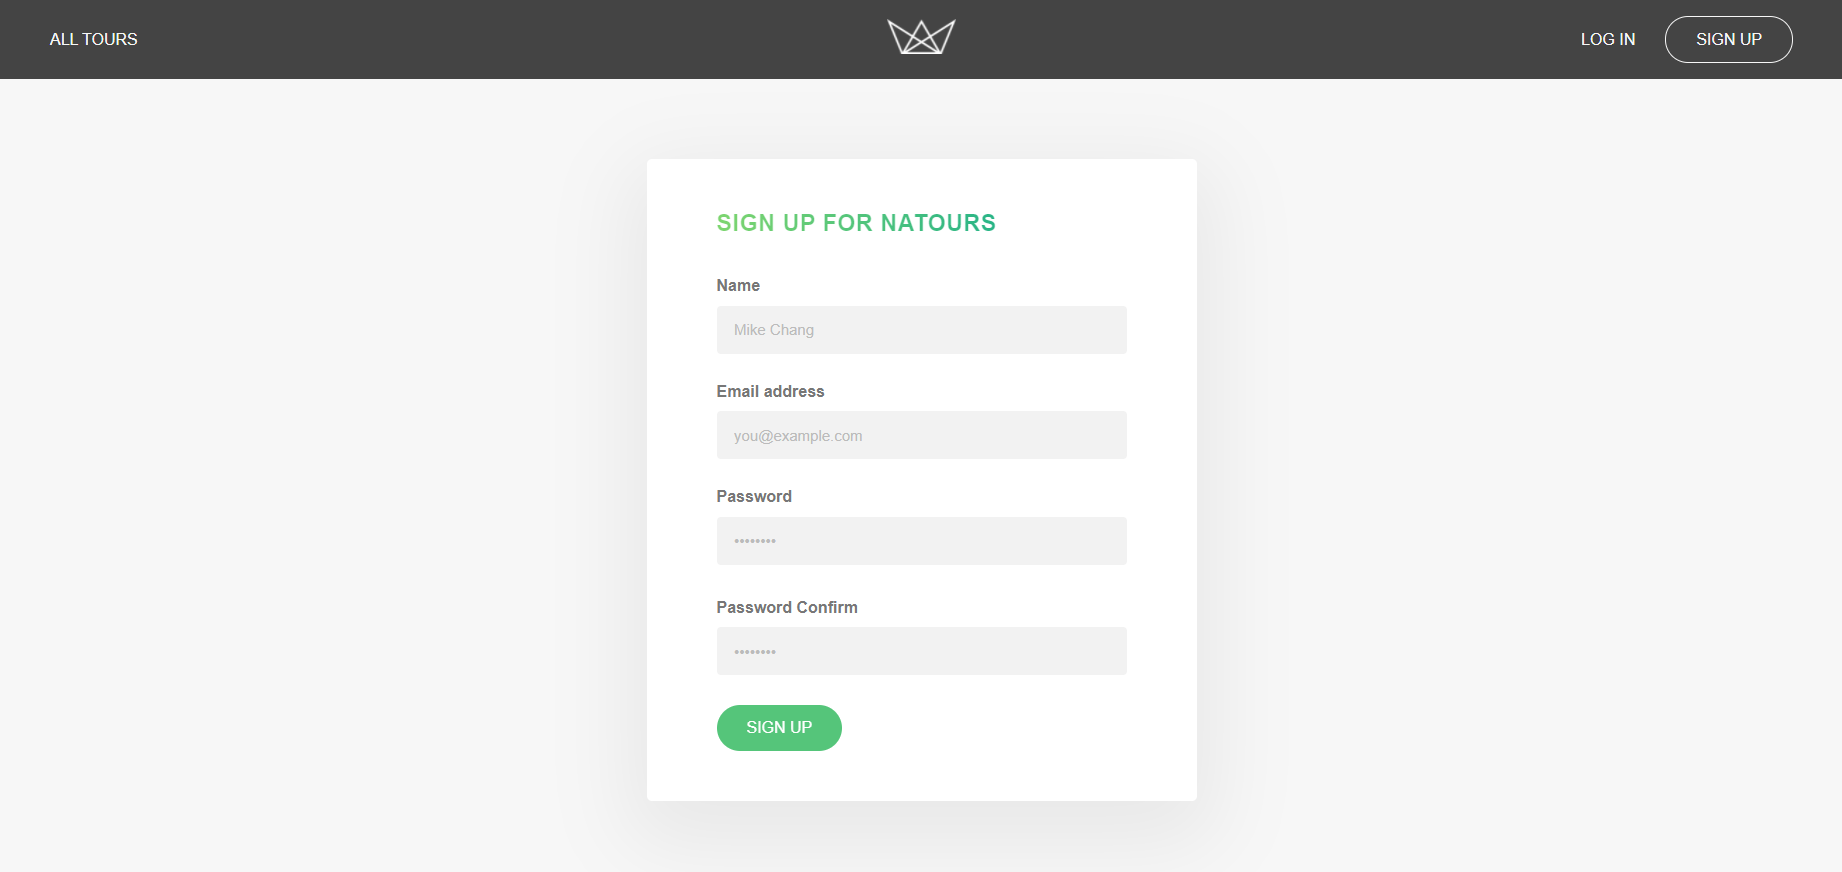 ALL TOURS
LOG IN
SIGN UP
SIGN UP FOR NATOURS
Name
Mike Chang
Email address
you@example.com
Password
••••••••
Password Confirm
••••••••
SIGN UP